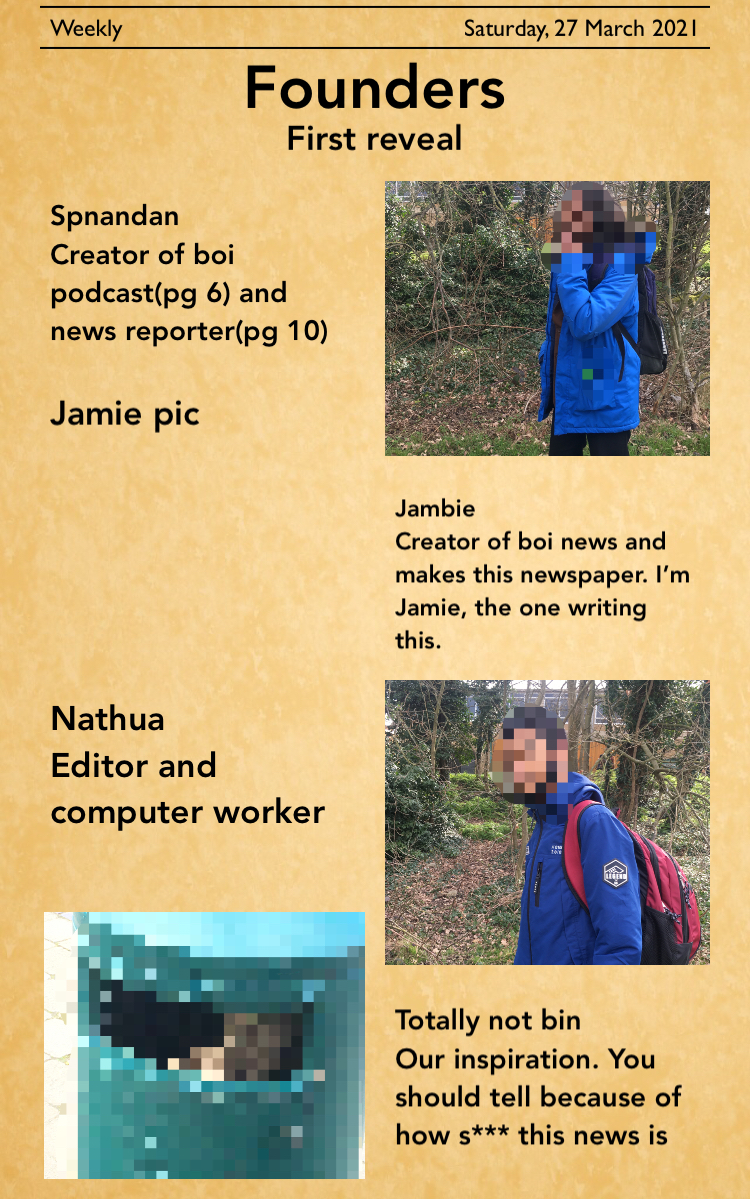 Weekly
Saturday, 27 March 2021
Founders
First reveal
Spnandan
Creator of boi
podcast(pg 6) and
news reporter(pg 10)
Jamie pic
Jambie
Creator of boi news and
makes this newspaper. I’m
Jamie, the one writing
this.
Nathua
Editor and
computer worker
LEGEND
Totally not bin
Our inspiration. You
should tell because of
how s*** this news is